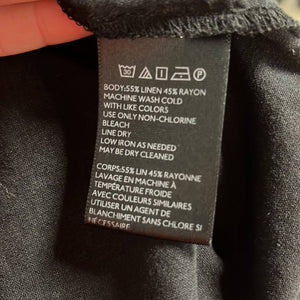 30
P
BODY:55% LINEN 45% RAYON
MACHINE WASH COLD
WITH LIKE COLORS
USE ONLY NON-CHLORINE
BLEACH
LINE DRY
LOW IRON AS NEEDED
MAY BE DRY CLEANED
CORPS:55% LIN 45% RAYONNE
LAVAGE EN MACHINE À
TEMPÉRATURE FROIDE
AVEC COULEURS SIMILAIRES
UTILISER UN AGENT DE
BLANCHIMENT SANS CHLORE SI
NÉCESSAIRE